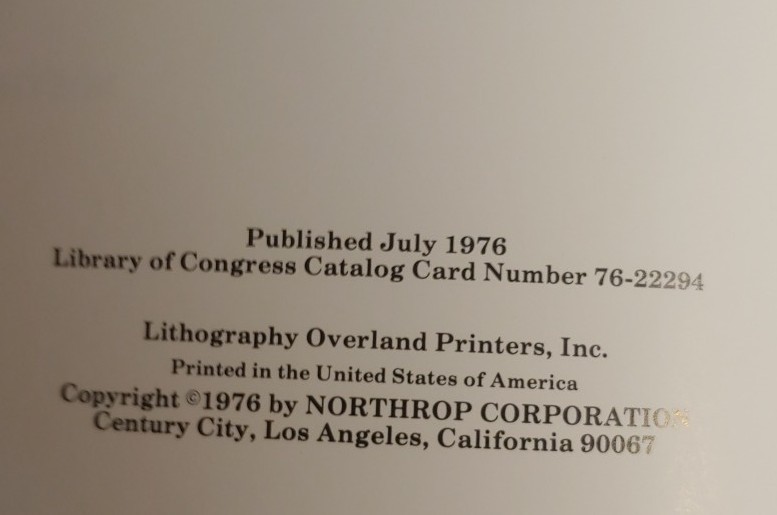 Published July 1976
Library of Congress Catalog Card Number 76-22294
Lithography Overland Printers, Inc.
Printed in the United States of America
Copyright ©1976 by NORTHROP CORPORATION
Century City, Los Angeles, California 90067